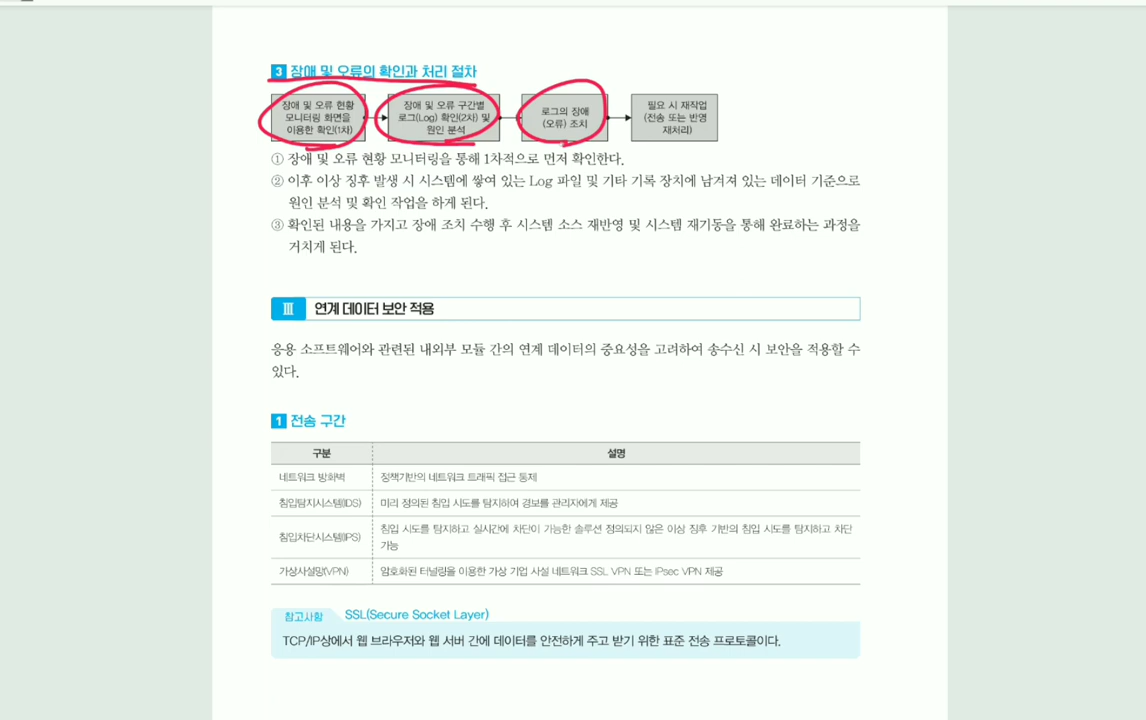 3 장애 및 오류의 확인과 처리 절차
장애 및 오류 현황
모니터링 화면을
이용한 확인(1차)
장애 및 오류 구간별
로그(Log) 확인(2차) 및
원인 분석
로그의 장애
(오류) 조치
필요 시 재작업
(전송 또는 반영
재처리)
① 장애 및 오류 현황 모니터링을 통해 1차적으로 먼저 확인한다.
② 이후 이상 징후 발생 시 시스템에 쌓여 있는 Log 파일 및 기타 기록 장치에 남겨져 있는 데이터 기준으로
원인 분석 및 확인 작업을 하게 된다.
③ 확인된 내용을 가지고 장애 조치 수행 후 시스템 소스 재반영 및 시스템 재기동을 통해 완료하는 과정을
거치게 된다.
Ⅲ 연계 데이터 보안 적용
응용 소프트웨어와 관련된 내외부 모듈 간의 연계 데이터의 중요성을 고려하여 송수신 시 보안을 적용할 수
있다.
1 전송 구간
구분 설명
네트워크 방화벽 정책기반의 네트워크 트래픽 접근 통제
침입탐지시스템(IDS) 미리 정의된 침입 시도를 탐지하여 경보를 관리자에게 제공
침입차단시스템(IPS) 침입 시도를 탐지하고 실시간에 차단이 가능한 솔루션 정의되지 않은 이상 징후 기반의 침입 시도를 탐지하고 차단
가능
가상사설망(VPN) 암호화된 터널링을 이용한 가상 기업 사설 네트워크 SSL VPN 또는 IPsec VPN 제공
참고사항 SSL(Secure Socket Layer)
TCP/IP상에서 웹 브라우저와 웹 서버 간에 데이터를 안전하게 주고 받기 위한 표준 전송 프로토콜이다.